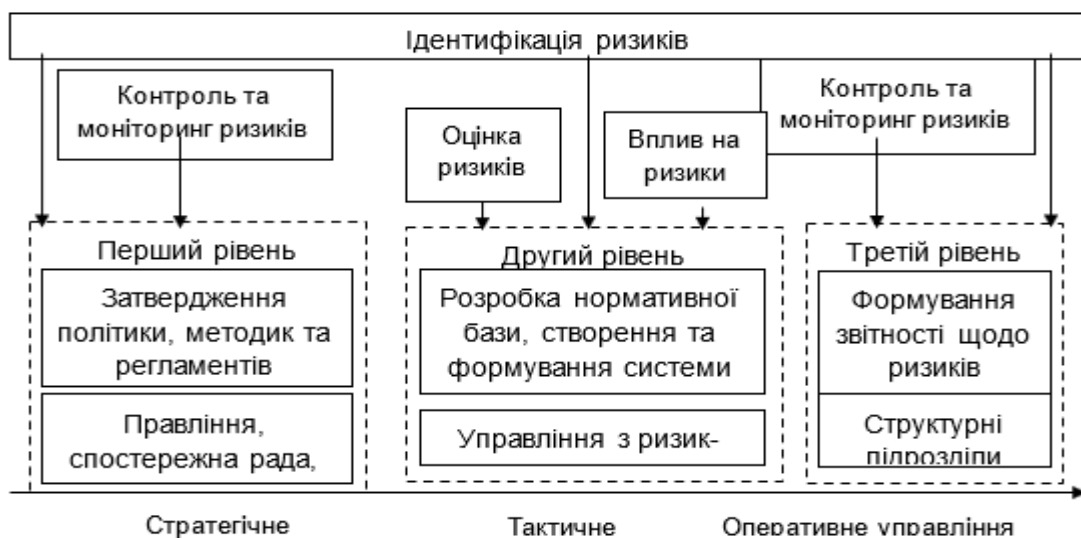 Ідентифікація ризиків
Контроль та
моніторинг ризиків
Оцінка
ризиків
Вплив на
ризики
Контроль та
моніторинг ризиків
Перший рівень
Затвердження
політики, методик та
регламентів
Правління,
спостережна рада,
Другий рівень
Розробка нормативної
бази, створення та
формування системи
Управління з ризик-
Третій рівень
Формування
звітності щодо
ризиків
Структурні
підрозділи
Стратегічне
Тактичне
Оперативне управління